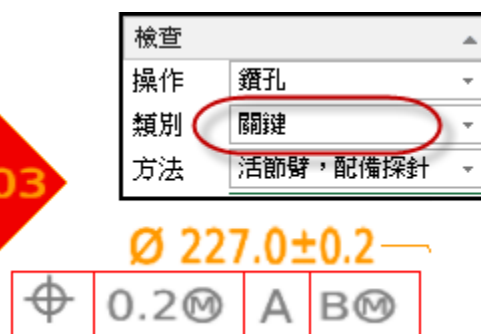 檢查
操作 鑽孔
類別 關鍵
方法 活節臂，配備探針
03
Ø 227.0±0.2
⌖ 0.2Ⓜ A BⓂ